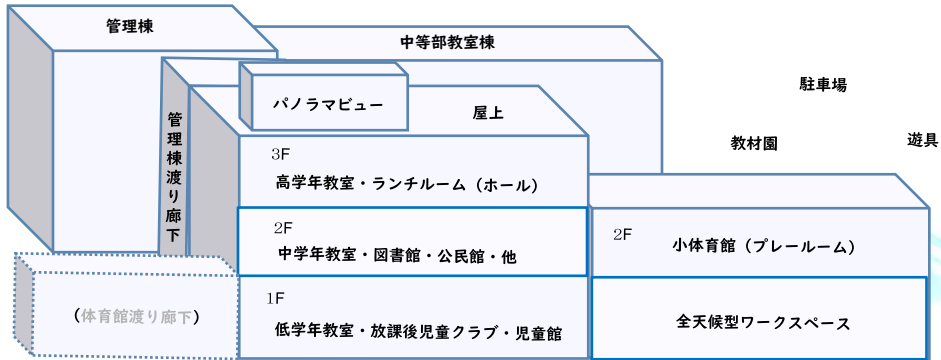 管理棟
中等部教室棟
駐車場
パノラマビュー
屋上
管理棟渡り廊下
教材園
遊具
3F
高学年教室・ランチルーム（ホール）
2F
中学年教室・図書館・公民館・他
2F
小体育館（プレールーム）
1F
低学年教室・放課後児童クラブ・児童館
（体育館渡り廊下）
全天候型ワークスペース